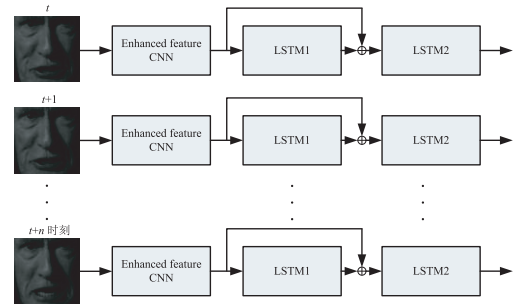 t
Enhanced feature
CNN
LSTM1
LSTM2
t+1
Enhanced feature
CNN
LSTM1
LSTM2
t+n 时刻
Enhanced feature
CNN
LSTM1
LSTM2